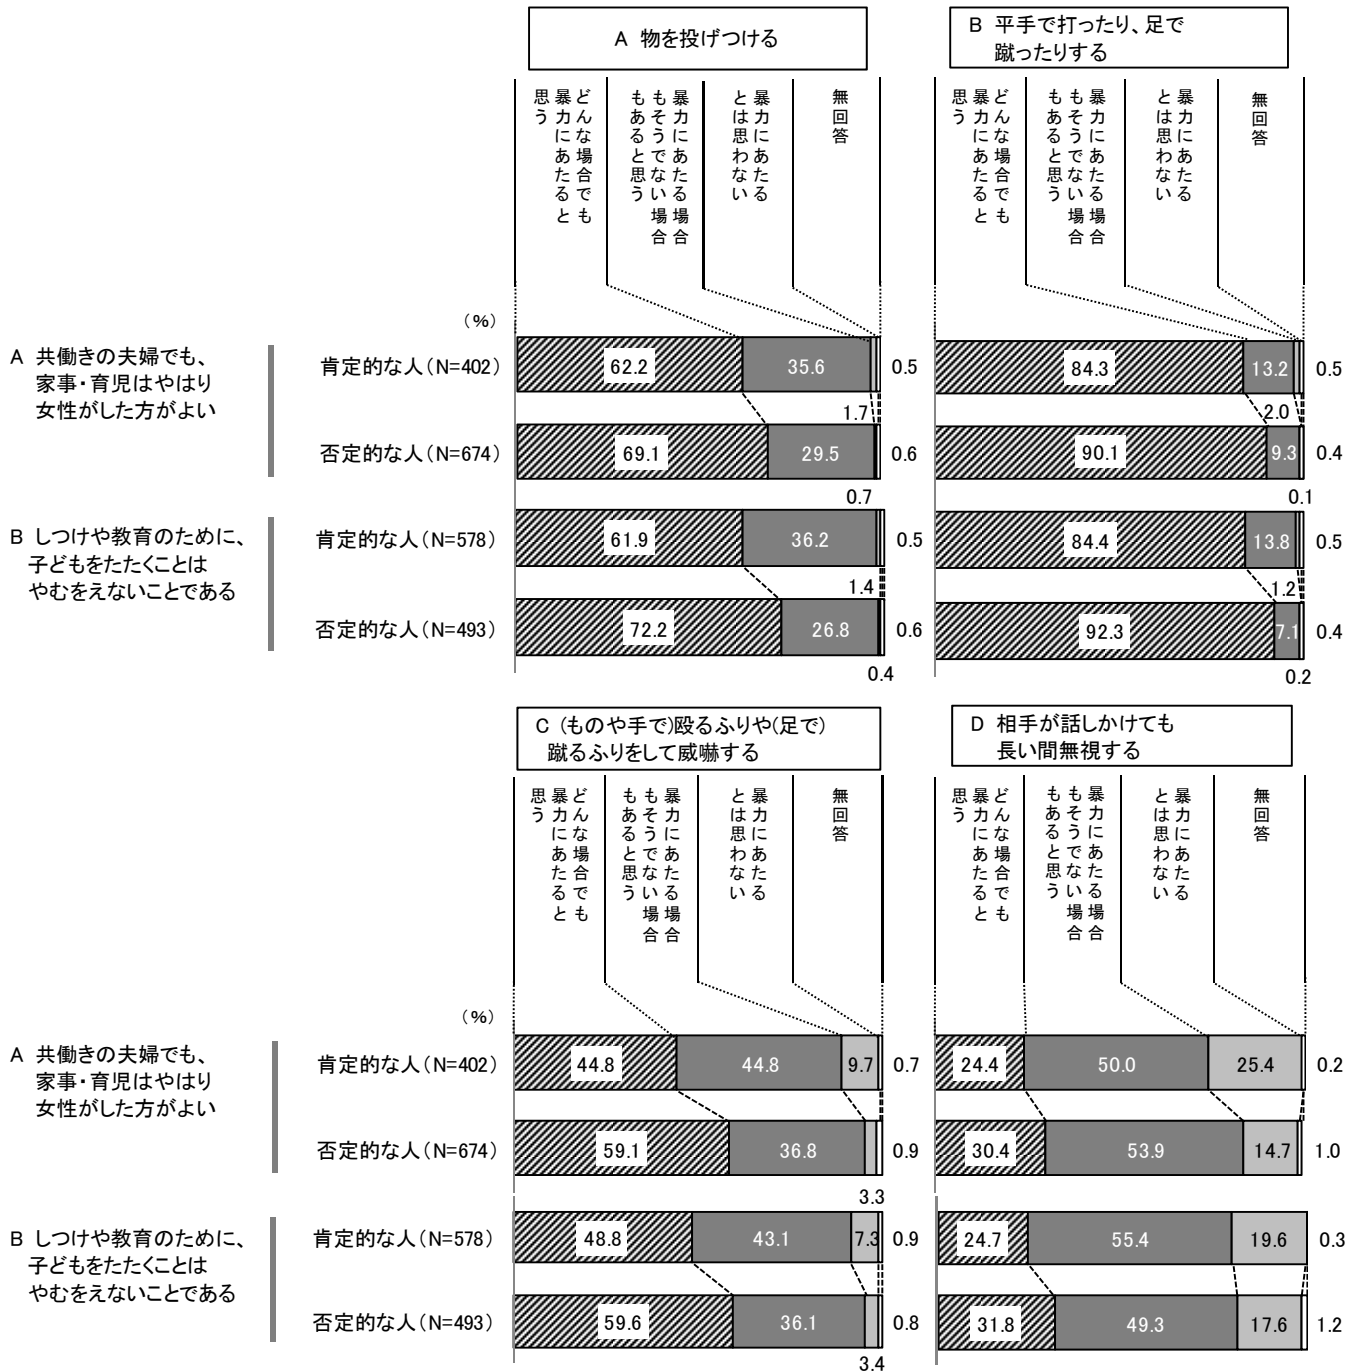 A 物を投げつける
B 平手で打ったり、足で
蹴ったりする
どんな場合でも
暴力にあたると
思う
暴力にあたる場合
もそうでない場合
もあると思う
暴力にあたる
とは思わない
無回答
どんな場合でも
暴力にあたると
思う
暴力にあたる場合
もそうでない場合
もあると思う
暴力にあたる
とは思わない
無回答
(%)
A 共働きの夫婦でも、
家事・育児はやはり
女性がした方がよい
肯定的な人(N=402)
62.2
35.6
1.7
0.5
84.3
13.2
2.0
0.5
否定的な人(N=674)
69.1
29.5
0.7
0.6
90.1
9.3
0.1
0.4
B しつけや教育のために、
子どもをたたくことは
やむをえないことである
肯定的な人(N=578)
61.9
36.2
1.4
0.5
84.4
13.8
1.2
0.5
否定的な人(N=493)
72.2
26.8
0.4
0.6
92.3
7.1
0.2
0.4
C (ものや手で)殴るふりや(足で)
蹴るふりをして威嚇する
D 相手が話しかけても
長い間無視する
どんな場合でも
暴力にあたると
思う
暴力にあたる場合
もそうでない場合
もあると思う
暴力にあたる
とは思わない
無回答
どんな場合でも
暴力にあたると
思う
暴力にあたる場合
もそうでない場合
もあると思う
暴力にあたる
とは思わない
無回答
(%)
A 共働きの夫婦でも、
家事・育児はやはり
女性がした方がよい
肯定的な人(N=402)
44.8
44.8
9.7
0.7
24.4
50.0
25.4
0.2
否定的な人(N=674)
59.1
36.8
3.3
0.9
30.4
53.9
14.7
1.0
B しつけや教育のために、
子どもをたたくことは
やむをえないことである
肯定的な人(N=578)
48.8
43.1
7.3
0.9
24.7
55.4
19.6
0.3
否定的な人(N=493)
59.6
36.1
3.4
0.8
31.8
49.3
17.6
1.2